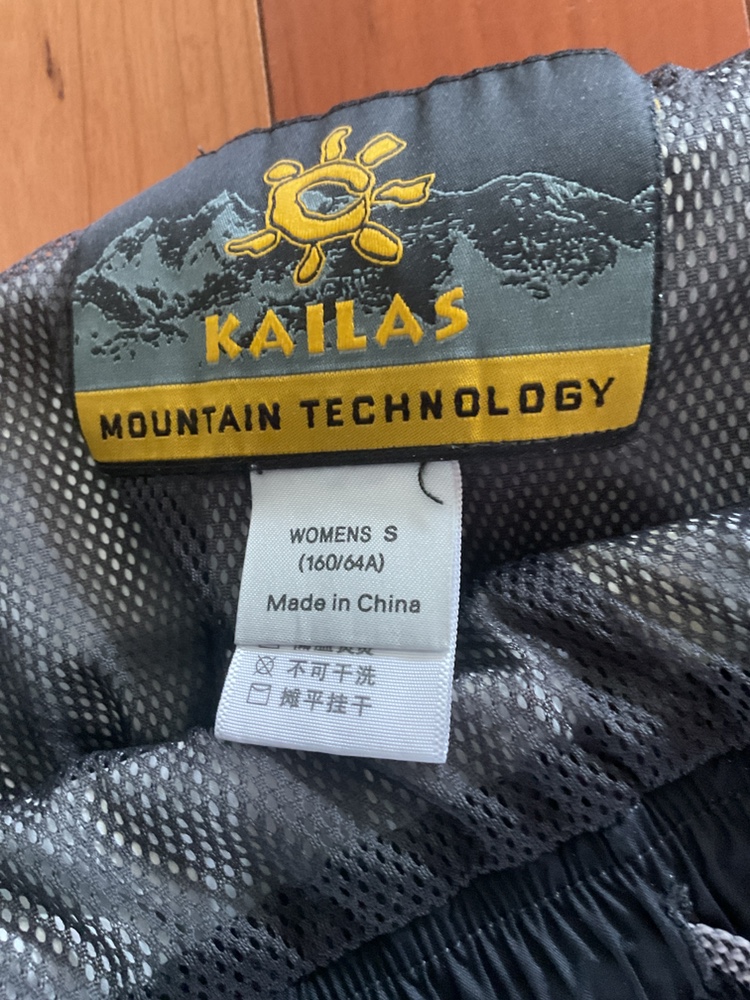 KAILAS
MOUNTAIN TECHNOLOGY
WOMENS S
(160/64A)
Made in China
不可干洗
摊平挂干